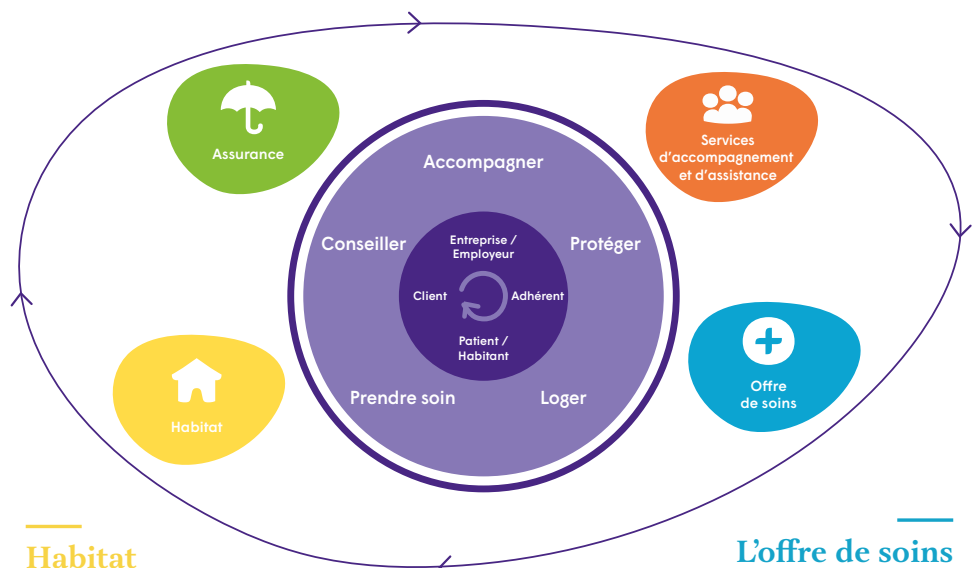 Assurance
Services
d'accompagnement
et d'assistance
Accompagner
Conseiller
Protéger
Entreprise /
Employeur
Client
Adhérent
Patient /
Habitant
Prendre soin
Loger
Habitat
Offre
de soins
Habitat
L'offre de soins